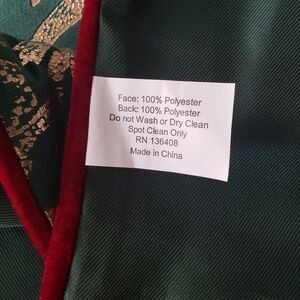 Face: 100% Polyester
Back: 100% Polyester
Do not Wash or Dry Clean
Spot Clean Only
RN 136408
Made in China